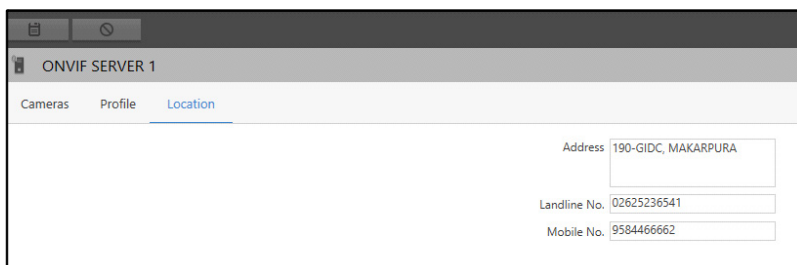 ONVIF SERVER 1
Cameras Profile Location
Address 190-GIDC, MAKARPURA
Landline No. 02625236541
Mobile No. 9584466662